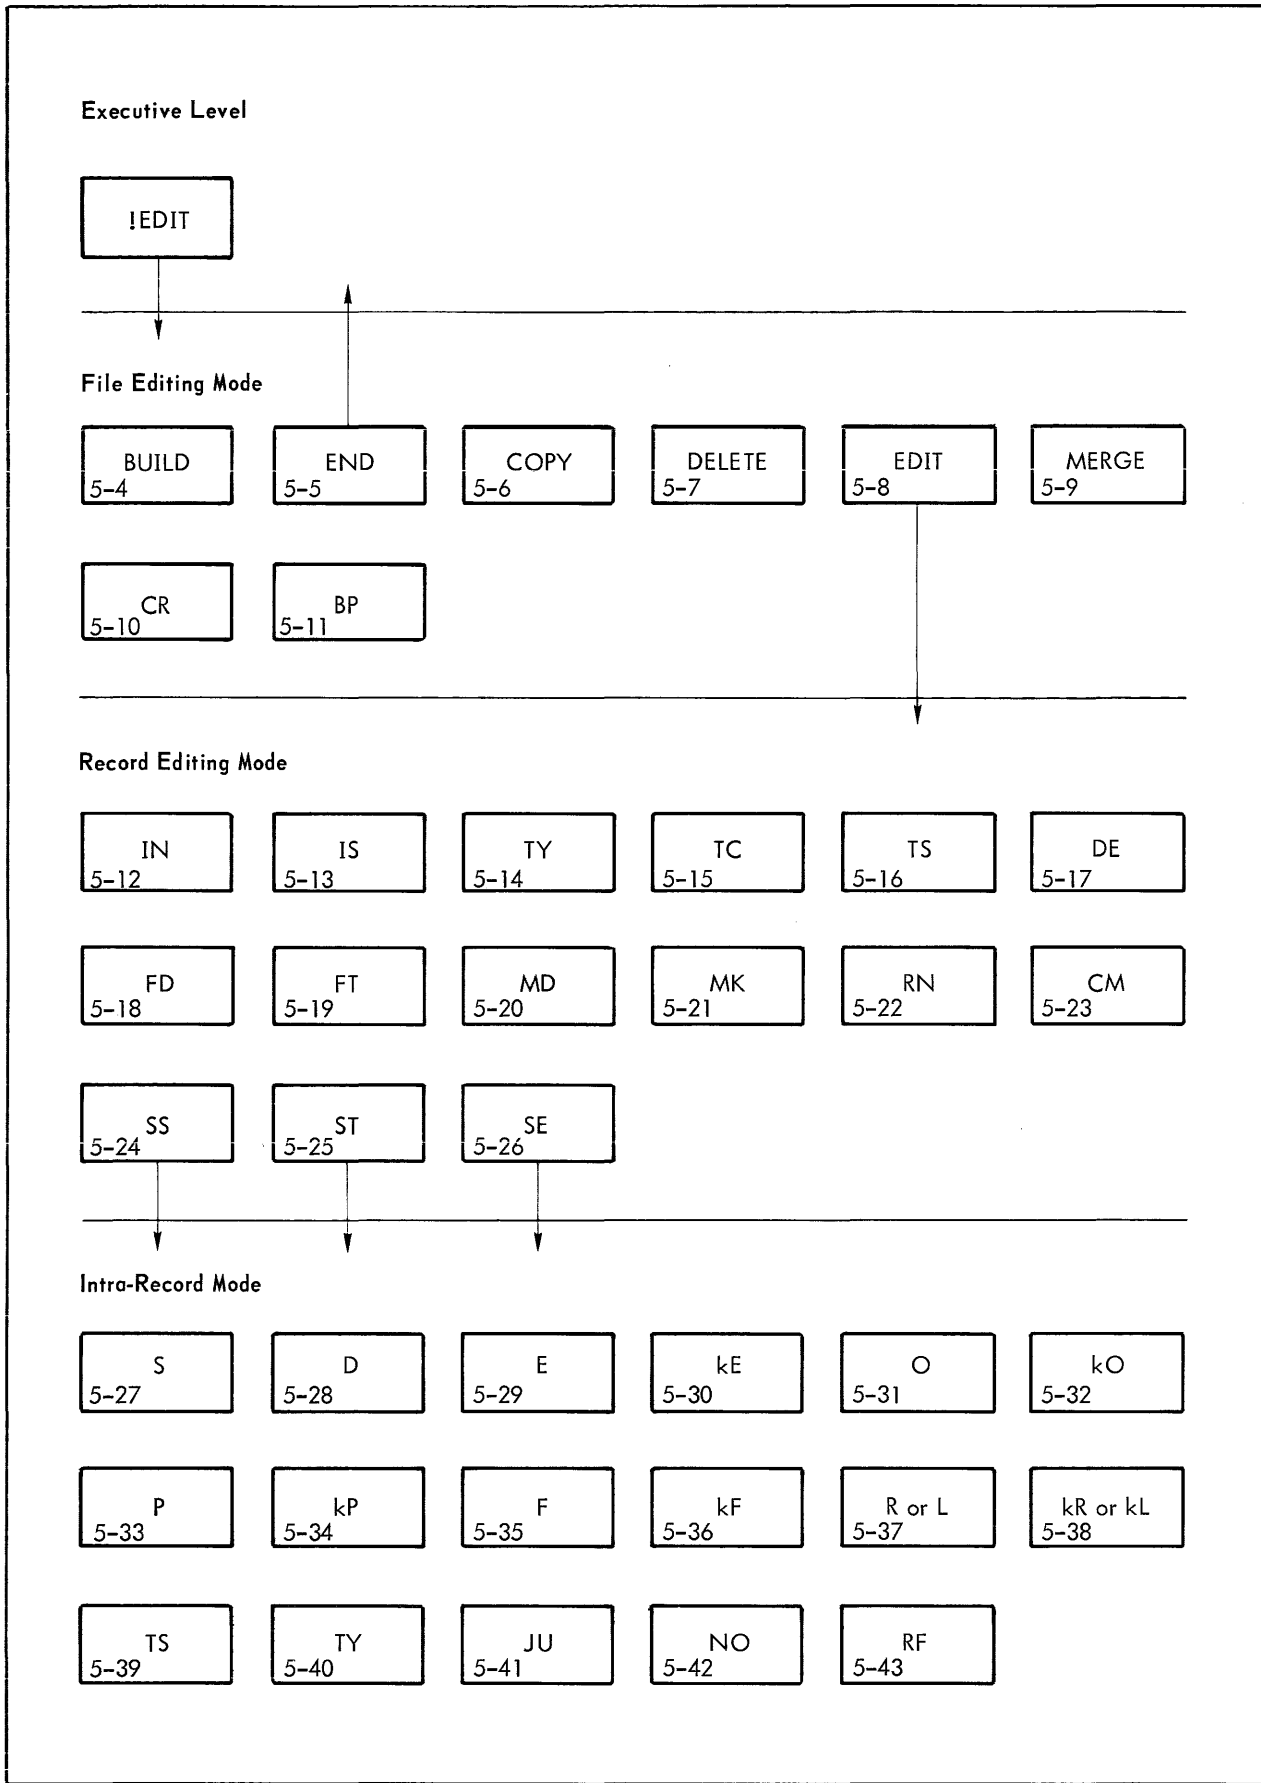 Executive Level
!EDIT
File Editing Mode
BUILD
5-4
END
5-5
COPY
5-6
DELETE
5-7
EDIT
5-8
MERGE
5-9
CR
5-10
BP
5-11
Record Editing Mode
IN
5-12
IS
5-13
TY
5-14
TC
5-15
TS
5-16
DE
5-17
FD
5-18
FT
5-19
MD
5-20
MK
5-21
RN
5-22
CM
5-23
SS
5-24
ST
5-25
SE
5-26
Intra-Record Mode
S
5-27
D
5-28
E
5-29
kE
5-30
O
5-31
kO
5-32
P
5-33
kP
5-34
F
5-35
kF
5-36
R or L
5-37
kR or kL
5-38
TS
5-39
TY
5-40
JU
5-41
NO
5-42
RF
5-43